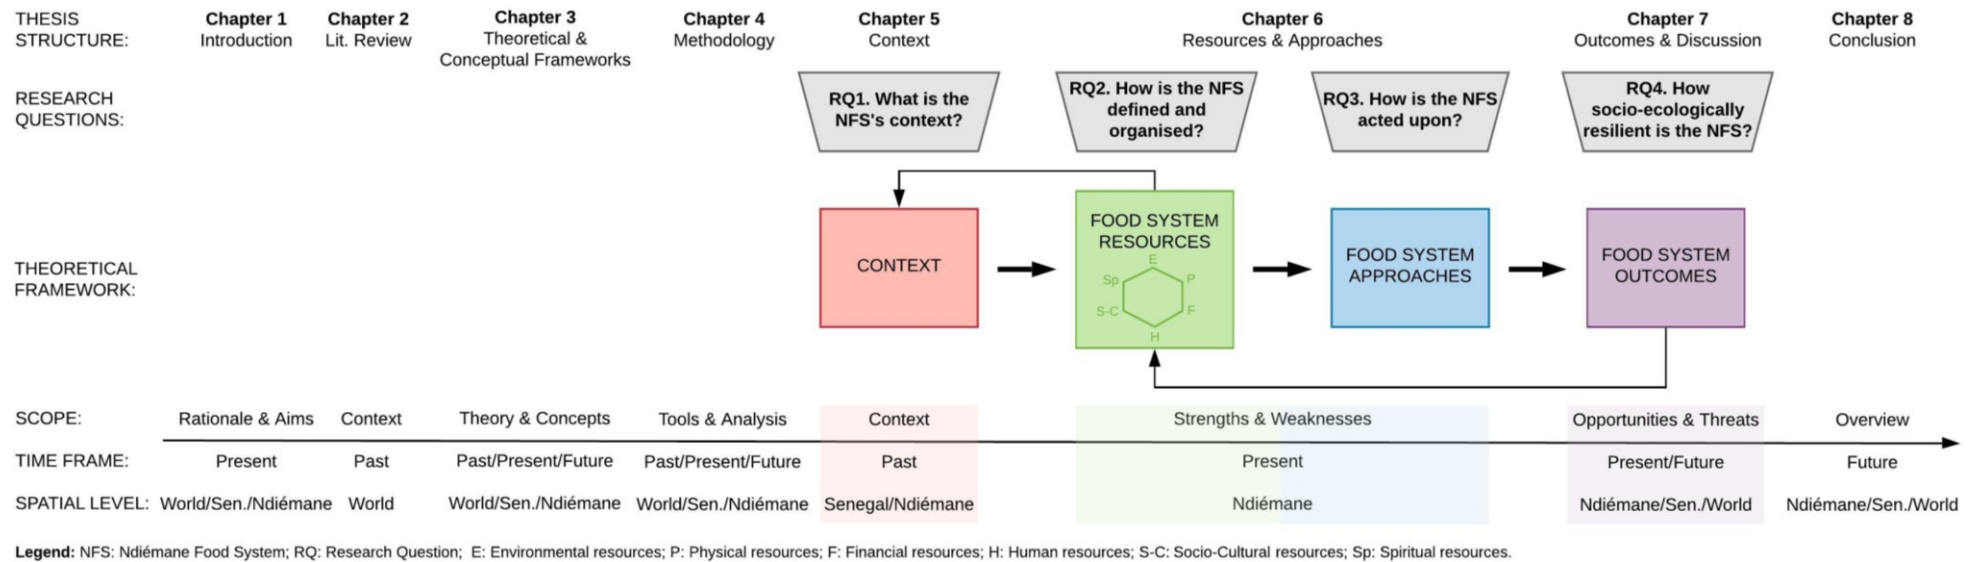 THESIS
STRUCTURE:
Chapter 1
Introduction
Chapter 2
Lit. Review
Chapter 3
Theoretical &
Conceptual Frameworks
Chapter 4
Methodology
Chapter 5
Context
Chapter 6
Resources & Approaches
Chapter 7
Outcomes & Discussion
Chapter 8
Conclusion
RESEARCH
QUESTIONS:
RQ1. What is the
NFS's context?
RQ2. How is the NFS
defined and
organised?
RQ3. How is the NFS
acted upon?
RQ4. How
socio-ecologically
resilient is the NFS?
THEORETICAL
FRAMEWORK:
CONTEXT
FOOD SYSTEM
RESOURCES
E
Sp
P
S-C
F
H
FOOD SYSTEM
APPROACHES
FOOD SYSTEM
OUTCOMES
SCOPE: Rationale & Aims Context Theory & Concepts Tools & Analysis Context Strengths & Weaknesses Opportunities & Threats Overview
TIME FRAME: Present Past Past/Present/Future Past/Present/Future Past Present Present/Future Future
SPATIAL LEVEL: World/Sen./Ndiémane World World/Sen./Ndiémane World/Sen./Ndiémane Senegal/Ndiémane Ndiémane Ndiémane/Sen./World Ndiémane/Sen./World
Legend: NFS: Ndiémane Food System; RQ: Research Question; E: Environmental resources; P: Physical resources; F: Financial resources; H: Human resources; S-C: Socio-Cultural resources; Sp: Spiritual resources.